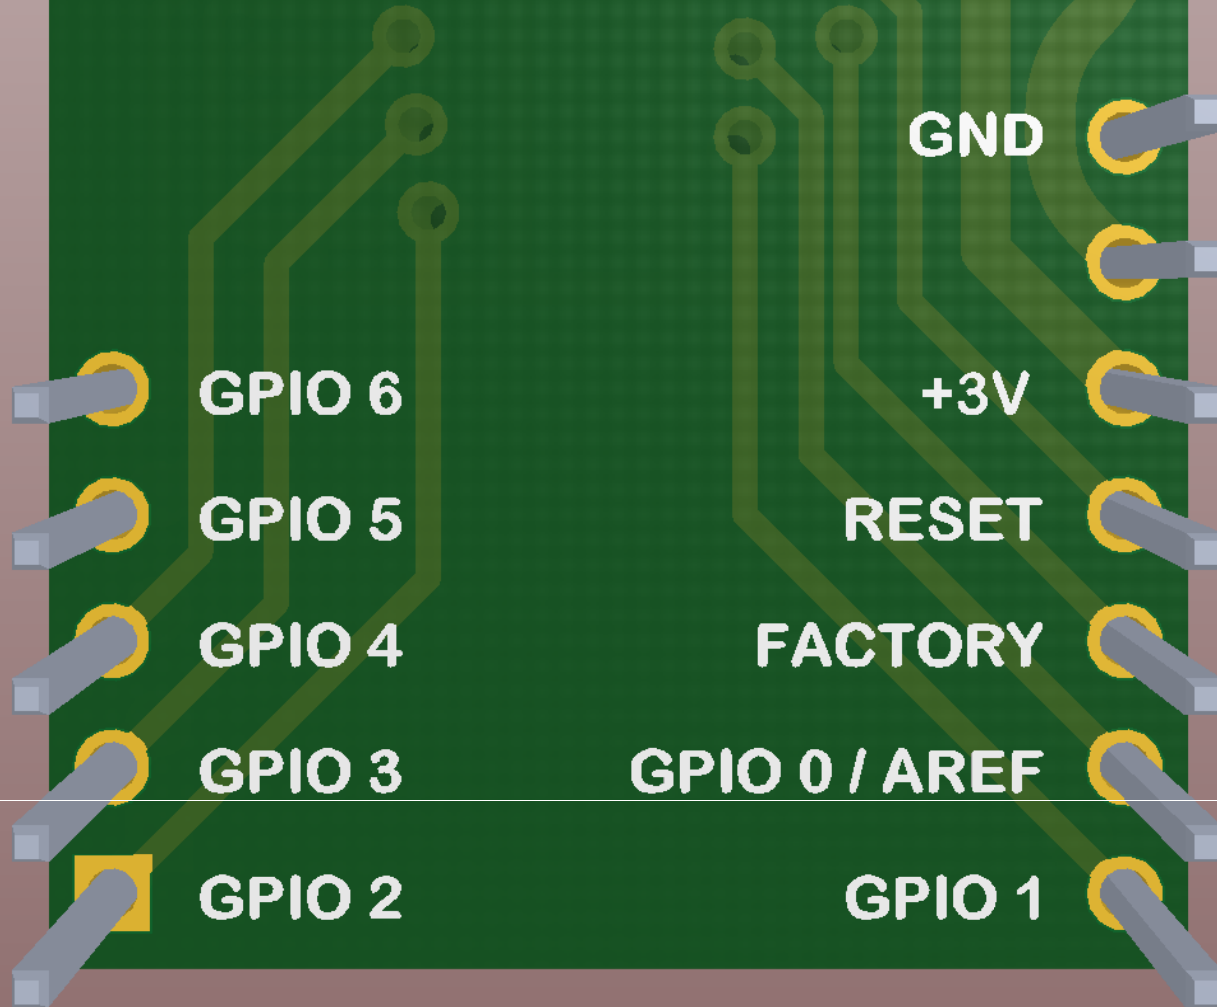 GND
GPIO 6
+3V
GPIO 5
RESET
GPIO 4
FACTORY
GPIO 3
GPIO 0 / AREF
GPIO 2
GPIO 1